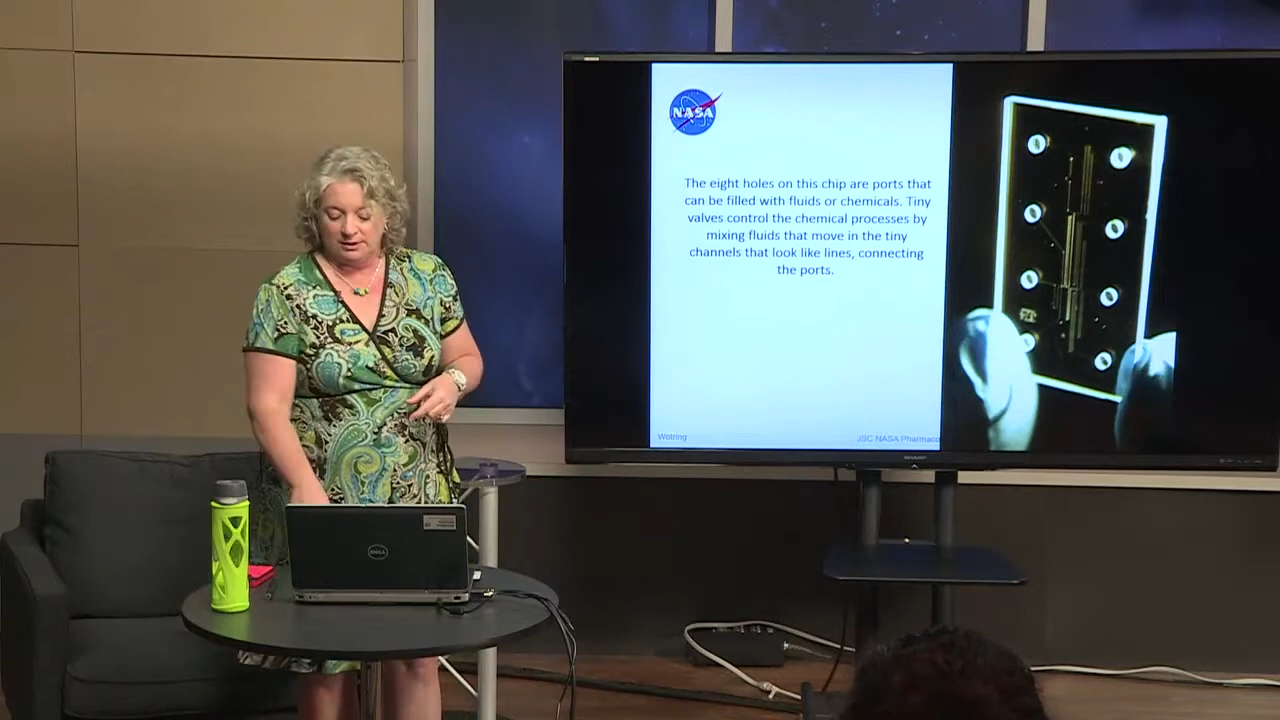 NASA
The eight holes on this chip are ports that
can be filled with fluids or chemicals. Tiny
valves control the chemical processes by
mixing fluids that move in the tiny
channels that look like lines, connecting
the ports.
Wotring
JSC NASA Pharmaco
SHARP
DELL